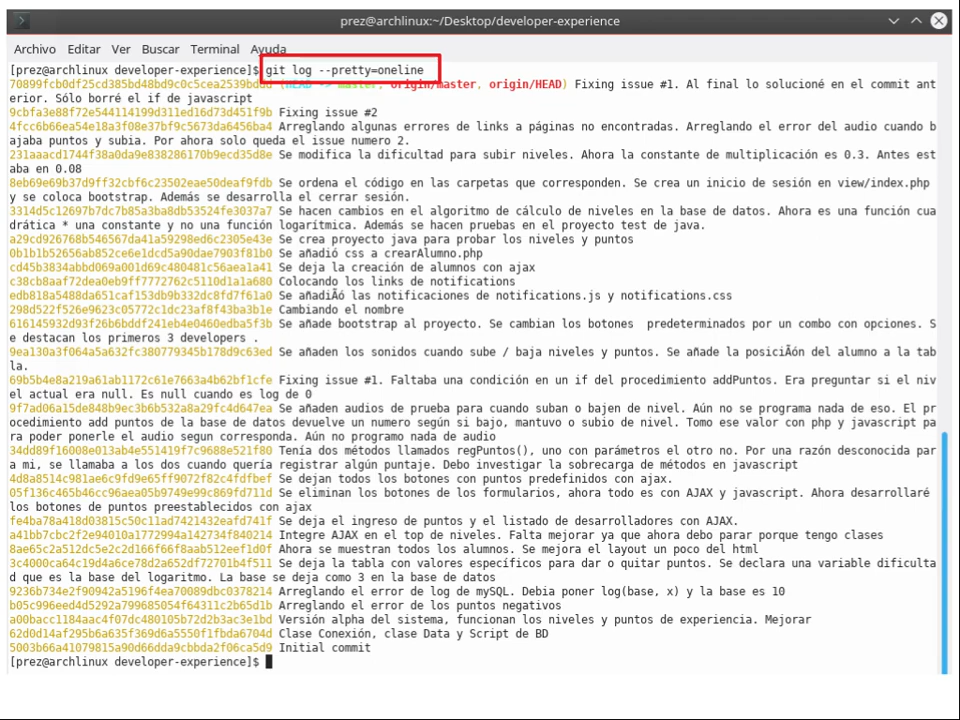 prez@archlinux:~/Desktop/developer-experience
Archivo Editar Ver Buscar Terminal Ayuda
[prez@archlinux developer-experience]$ git log --pretty=oneline
70899fcb0df25cd385bd48bd9c0c5cea2539bddd (HEAD -> master, origin/master, origin/HEAD) Fixing issue #1. Al final lo solucioné en el commit ant
erior. Sólo borré el if de javascript
9cbfa3e88f72e544114199d311ed16d73d451f9b Fixing issue #2
4fcc6b66ea54e18a3f08e37bf9c5673da6456ba4 Arreglando algunas errores de links a páginas no encontradas. Arreglando el error del audio cuando b
ajaba puntos y subia. Por ahora solo queda el issue numero 2.
231aaacd1744f38a0da9e838286170b9ecd35d8e Se modifica la dificultad para subir niveles. Ahora la constante de multiplicación es 0.3. Antes est
aba en 0.08
8eb69e69b37d9ff32cbf6c23502eae50deaf9fdb Se ordena el código en las carpetas que corresponden. Se crea un inicio de sesión en view/index.php
y se coloca bootstrap. Además se desarrolla el cerrar sesión.
3314d5c12697b7dc7b85a3ba8db53524fe3037a7 Se hacen cambios en el algoritmo de cálculo de niveles en la base de datos. Ahora es una función cua
drática * una constante y no una función logarítmica. Además se hacen pruebas en el proyecto test de java.
a29cd926768b546567da41a59298ed6c2305e43e Se crea proyecto java para probar los niveles y puntos
0b1b1b52656ab852ce6e1dcd5a90dae7903f81b0 Se añadió css a crearAlumno.php
cd45b3834abbd069a001d69c480481c56aea1a41 Se deja la creación de alumnos con ajax
c38cb8aaf72dea0eb9ff7772762c5110d1a1a680 Colocando los links de notifications
edb818a5488da651caf153db9b332dc8fd7f61a0 Se añadiÃó las notificaciones de notifications.js y notifications.css
298d522f526e9623c05772c1dc23af8f43ba3b1e Cambiando el nombre
616145932d93f26b6bddf241eb4e0460edba5f3b Se añade bootstrap al proyecto. Se cambian los botones  predeterminados por un combo con opciones. S
e destacan los primeros 3 developers .
9ea130a3f064a5a632fc380779345b178d9c63ed Se añaden los sonidos cuando sube / baja niveles y puntos. Se añade la posiciÃón del alumno a la tab
la.
69b5b4e8a219a61ab1172c61e7663a4b62bf1cfe Fixing issue #1. Faltaba una condición en un if del procedimiento addPuntos. Era preguntar si el niv
el actual era null. Es null cuando es log de 0
9f7ad06a15de848b9ec3b6b532a8a29fc4d647ea Se añaden audios de prueba para cuando suban o bajen de nivel. Aún no se programa nada de eso. El pr
ocedimiento add puntos de la base de datos devuelve un numero según si bajo, mantuvo o subio de nivel. Tomo ese valor con php y javascript pa
ra poder ponerle el audio segun corresponda. Aún no programo nada de audio
34dd89f16008e013ab4e551419f7c9688e521f80 Tenía dos métodos llamados regPuntos(), uno con parámetros el otro no. Por una razón desconocida par
a mi, se llamaba a los dos cuando quería registrar algún puntaje. Debo investigar la sobrecarga de métodos en javascript
4d8a8514c981ae6c9fd9e65ff9072f82c4fdfbef Se dejan todos los botones con puntos predefinidos con ajax.
05f136c465b46cc96aea05b9749e99c869fd711d Se eliminan los botones de los formularios, ahora todo es con AJAX y javascript. Ahora desarrollaré
los botones de puntos preestablecidos con ajax
fe4ba78a418d03815c50c11ad7421432eafd741f Se deja el ingreso de puntos y el listado de desarrolladores con AJAX.
a41bb7cbc2f2e94010a1772994a142734f840214 Integre AJAX en el top de niveles. Falta mejorar ya que ahora debo parar porque tengo clases
8ae65c2a512dc5e2c2d166f66f8aab512eef1d0f Ahora se muestran todos los alumnos. Se mejora el layout un poco del html
3c4000ca64c19d4a6ce78d2a652df72701b4f511 Se deja la tabla con valores específicos para dar o quitar puntos. Se declara una variable dificulta
d que es la base del logaritmo. La base se deja como 3 en la base de datos
9236b734e2f90942a5196f4ea70089dbc0378214 Arreglando el error de log de mySQL. Debia poner log(base, x) y la base es 10
b05c996eed4d5292a799685054f64311c2b65d1b Arreglando el error de los puntos negativos
a00bacc1184aac4f07dc480105b72d2b3ac3e1bd Versión alpha del sistema, funcionan los niveles y puntos de experiencia. Mejorar
62d0d14af295b6a635f369d6a5550f1fbda6704d Clase Conexión, clase Data y Script de BD
5003b66a41079815a90d66dda9cbbda2f06ca5d9 Initial commit
[prez@archlinux developer-experience]$